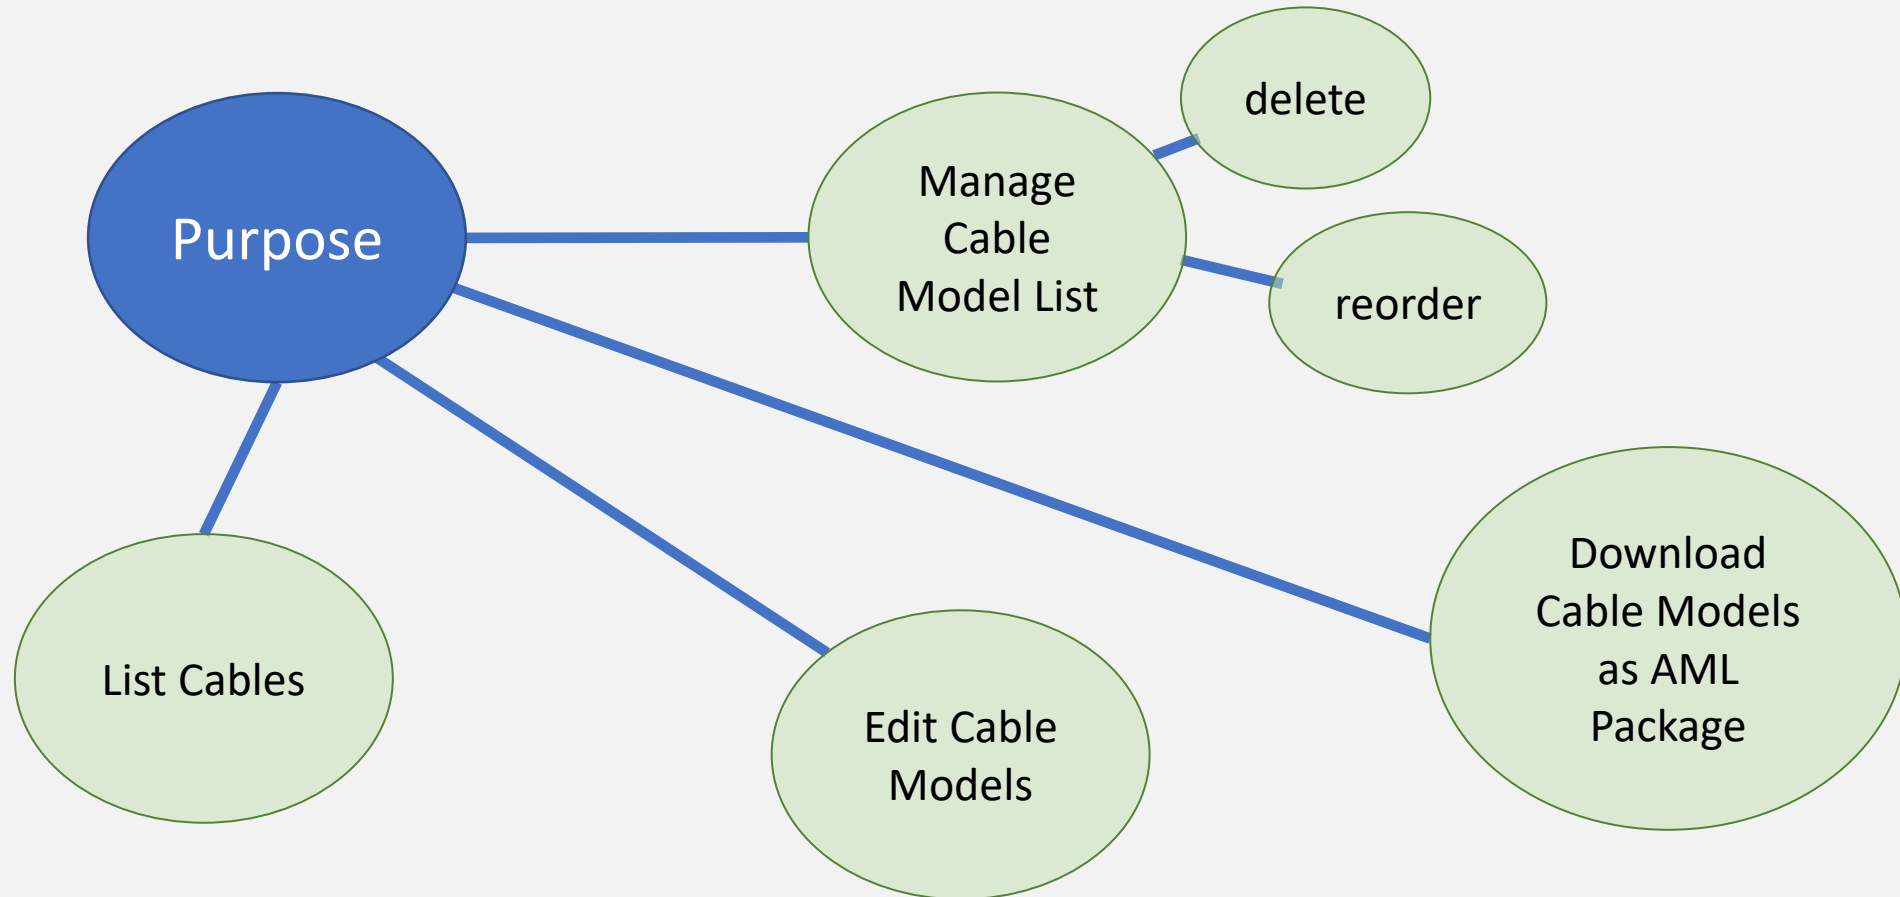 Purpose
Manage
Cable
Model List
delete
reorder
List Cables
Edit Cable
Models
Download
Cable Models
as AML
Package